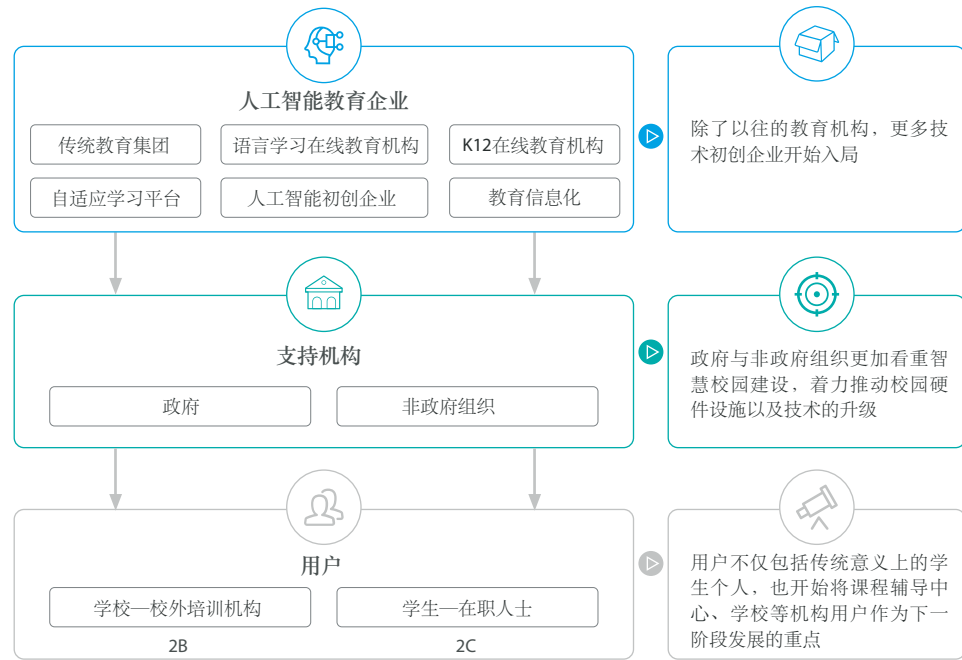 人工智能教育企业
传统教育集团
语言学习在线教育机构
K12在线教育机构
自适应学习平台
人工智能初创企业
教育信息化
除了以往的教育机构，更多技
术初创企业开始入局
支持机构
政府
非政府组织
政府与非政府组织更加看重智
慧校园建设，着力推动校园硬
件设施以及技术的升级
用户
学校—校外培训机构
学生—在职人士
2B
2C
用户不仅包括传统意义上的学
生个人，也开始将课程辅导中
心、学校等机构用户作为下一
阶段发展的重点